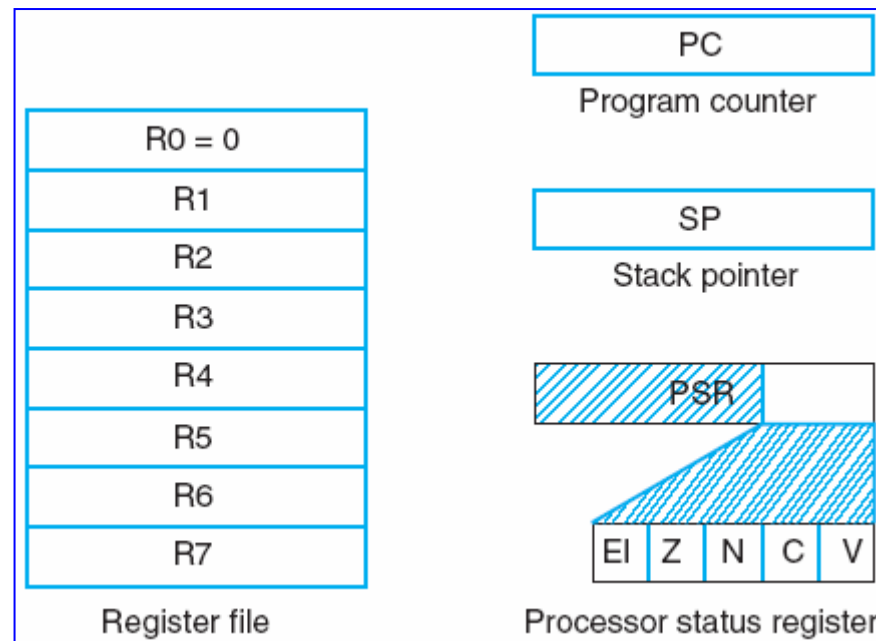 R0 = 0
R1
R2
R3
R4
R5
R6
R7
Register file
PC
Program counter
SP
Stack pointer
PSR
EI Z N C V
Processor status register